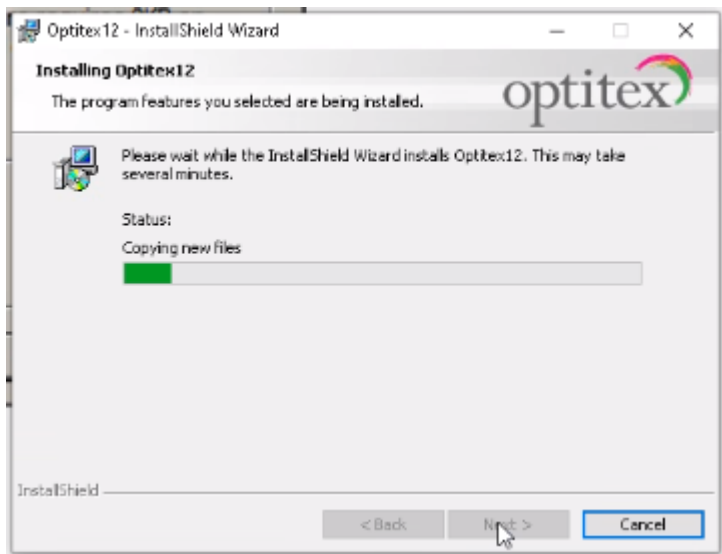 Optitex12 - InstallShield Wizard
Installing Optitex12
The program features you selected are being installed.
optitex
Please wait while the InstallShield Wizard installs Optitex12. This may take
several minutes.
Status:
Copying new files
InstallShield
< Back
Next >
Cancel